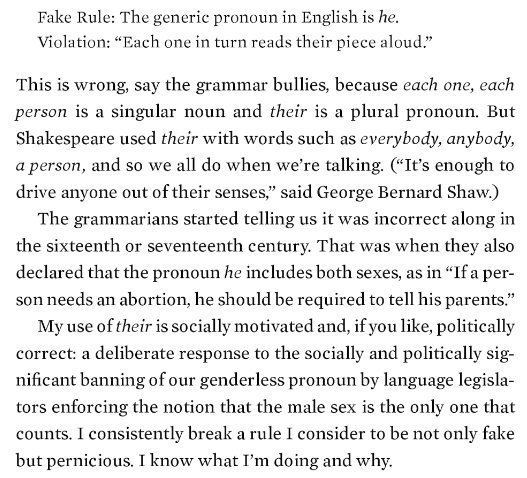 Fake Rule: The generic pronoun in English is he.
Violation: “Each one in turn reads their piece aloud.”
This is wrong, say the grammar bullies, because each one, each
person is a singular noun and their is a plural pronoun. But
Shakespeare used their with words such as everybody, anybody,
a person, and so we all do when we’re talking. (“It’s enough to
drive anyone out of their senses,” said George Bernard Shaw.)
The grammarians started telling us it was incorrect along in
the sixteenth or seventeenth century. That was when they also
declared that the pronoun he includes both sexes, as in “If a per-
son needs an abortion, he should be required to tell his parents.”
My use of their is socially motivated and, if you like, politically
correct: a deliberate response to the socially and politically sig-
nificant banning of our genderless pronoun by language legisla-
tors enforcing the notion that the male sex is the only one that
counts. I consistently break a rule I consider to be not only fake
but pernicious. I know what I’m doing and why.